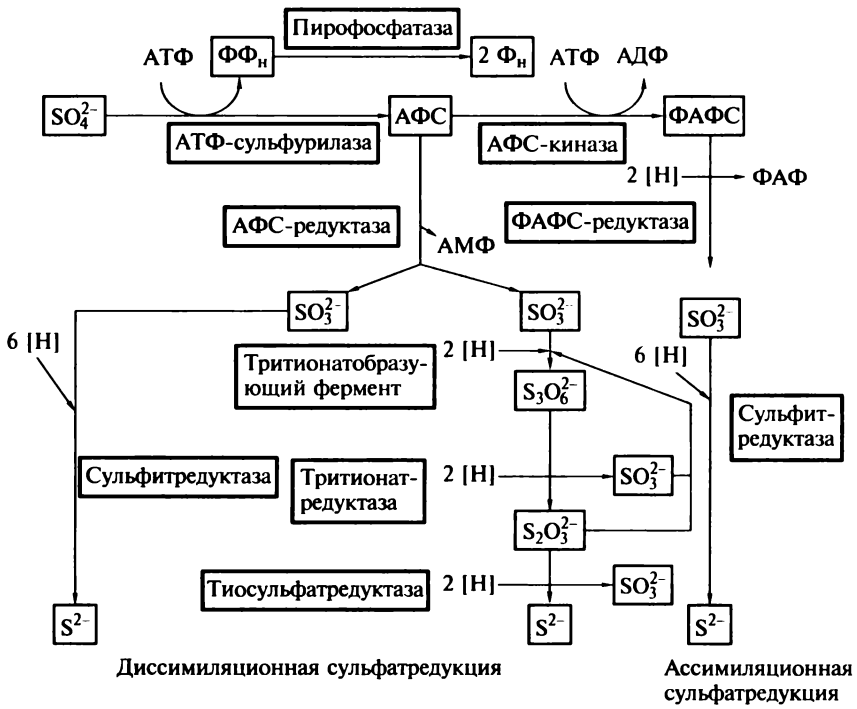 Пирофосфатаза
АТФ
ФФн
2 Фн
АТФ
АДФ
SO₄²⁻
АФС
ФАФС
АТФ-сульфурилаза
АФС-киназа
2 [H]
ФАФ
АФС-редуктаза
ФАФС-редуктаза
АМФ
SO₃²⁻
SO₃²⁻
SO₃²⁻
6 [H]
Тритионатобразу-
ющий фермент
2 [H]
6 [H]
S₃O₆²⁻
Сульфит-
редуктаза
Сульфитредуктаза
Тритионат-
редуктаза
2 [H]
SO₃²⁻
S₂O₃²⁻
Тиосульфатредуктаза
2 [H]
SO₃²⁻
S²⁻
S²⁻
S²⁻
Диссимиляционная сульфатредукция
Ассимиляционная
сульфатредукция